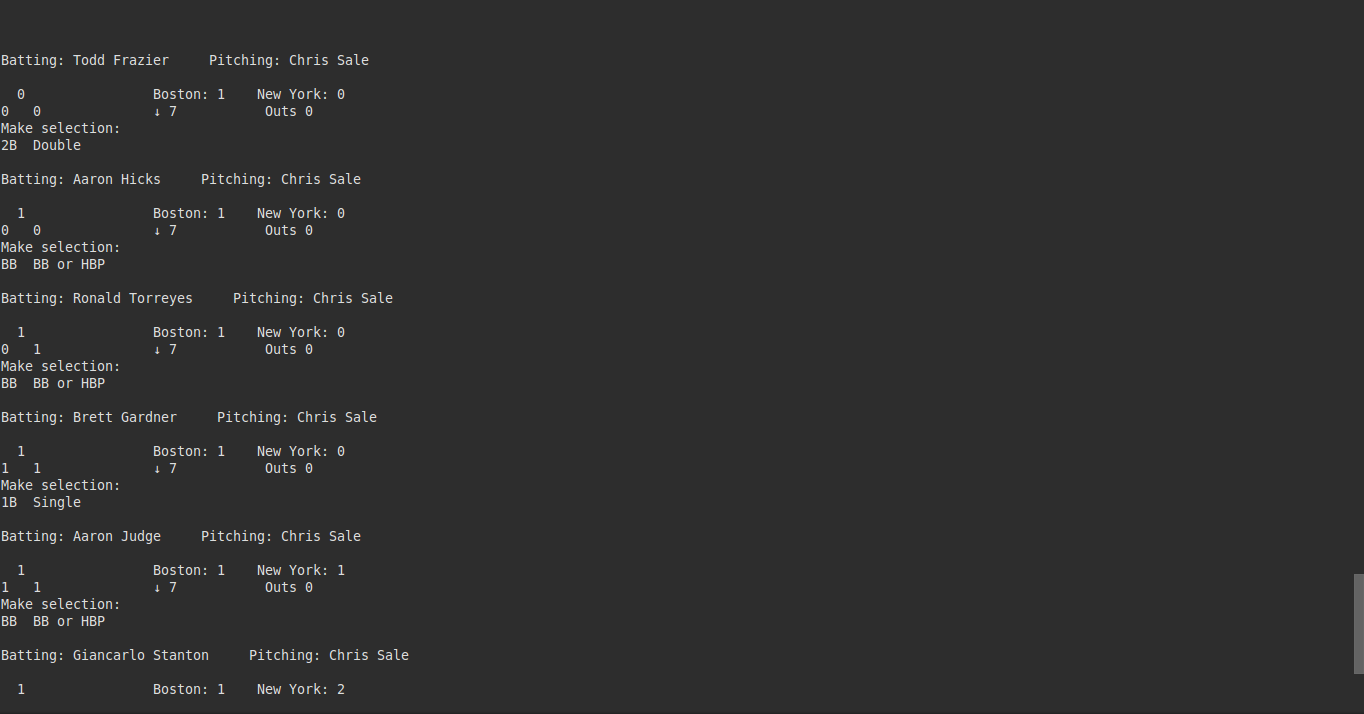 Batting: Todd Frazier     Pitching: Chris Sale
  0                Boston: 1    New York: 0
0   0              ↓ 7           Outs 0
Make selection:
2B  Double
Batting: Aaron Hicks     Pitching: Chris Sale
  1                Boston: 1    New York: 0
0   0              ↓ 7           Outs 0
Make selection:
BB  BB or HBP
Batting: Ronald Torreyes     Pitching: Chris Sale
  1                Boston: 1    New York: 0
0   1              ↓ 7           Outs 0
Make selection:
BB  BB or HBP
Batting: Brett Gardner     Pitching: Chris Sale
  1                Boston: 1    New York: 0
1   1              ↓ 7           Outs 0
Make selection:
1B  Single
Batting: Aaron Judge     Pitching: Chris Sale
  1                Boston: 1    New York: 1
1   1              ↓ 7           Outs 0
Make selection:
BB  BB or HBP
Batting: Giancarlo Stanton     Pitching: Chris Sale
  1                Boston: 1    New York: 2